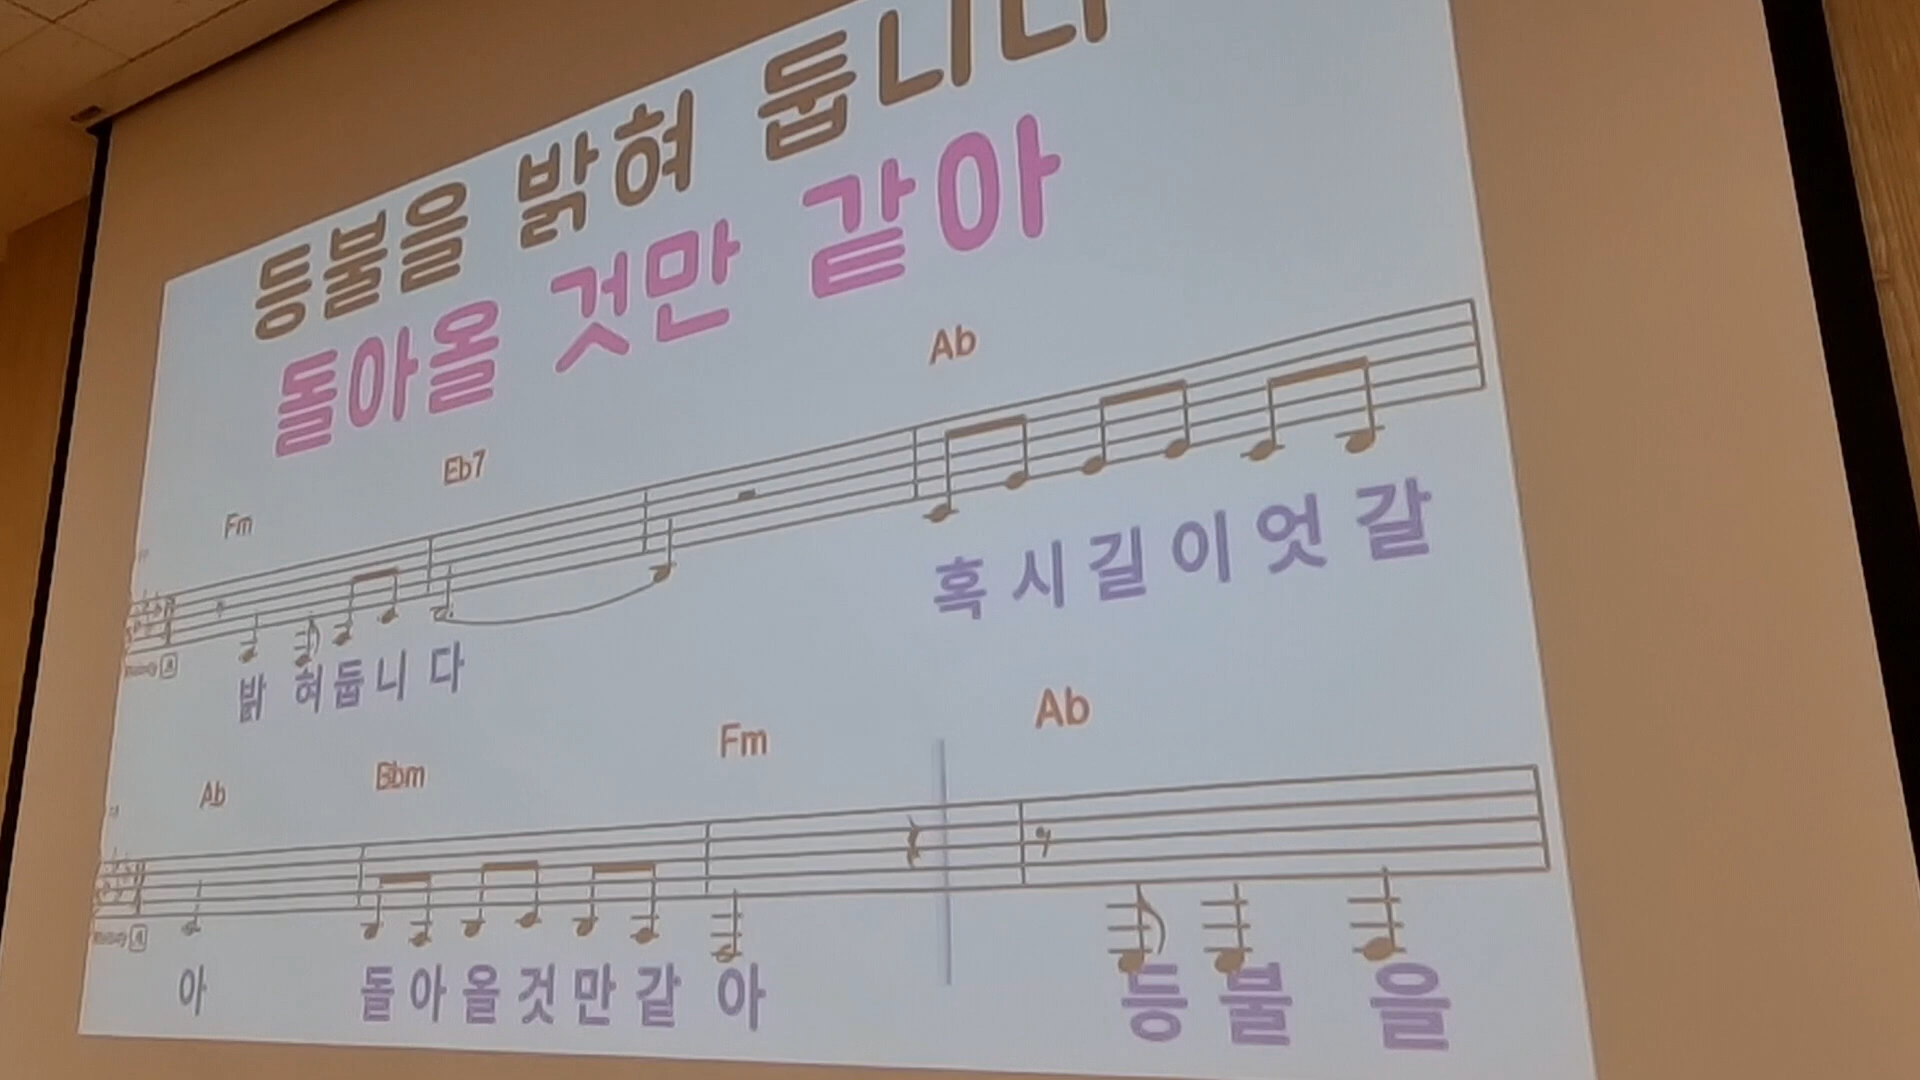 등불을 밝혀 둡니다
돌아올 것만 같아
Fm Eb7 Ab
밝 혀둡니 다 혹시길이엇갈
Ab Bbm Fm Ab
아 돌아올것만같 아 등불 을